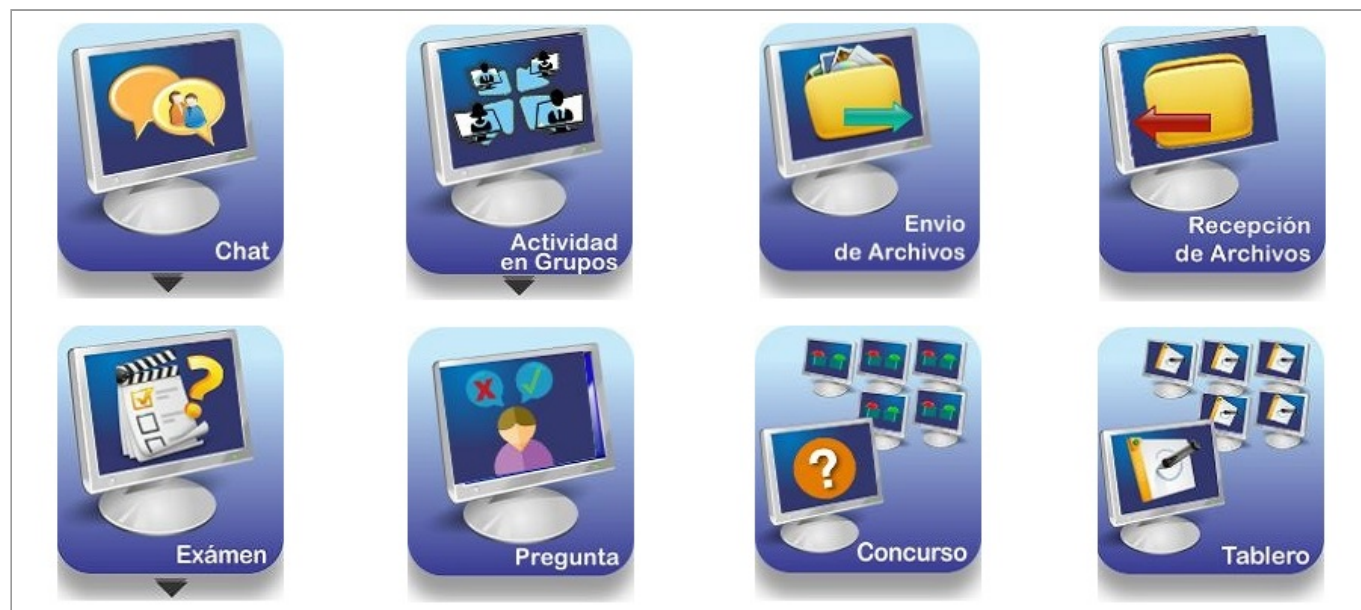 Chat
Actividad
en Grupos
Envio
de Archivos
Recepción
de Archivos
Exámen
Pregunta
Concurso
Tablero